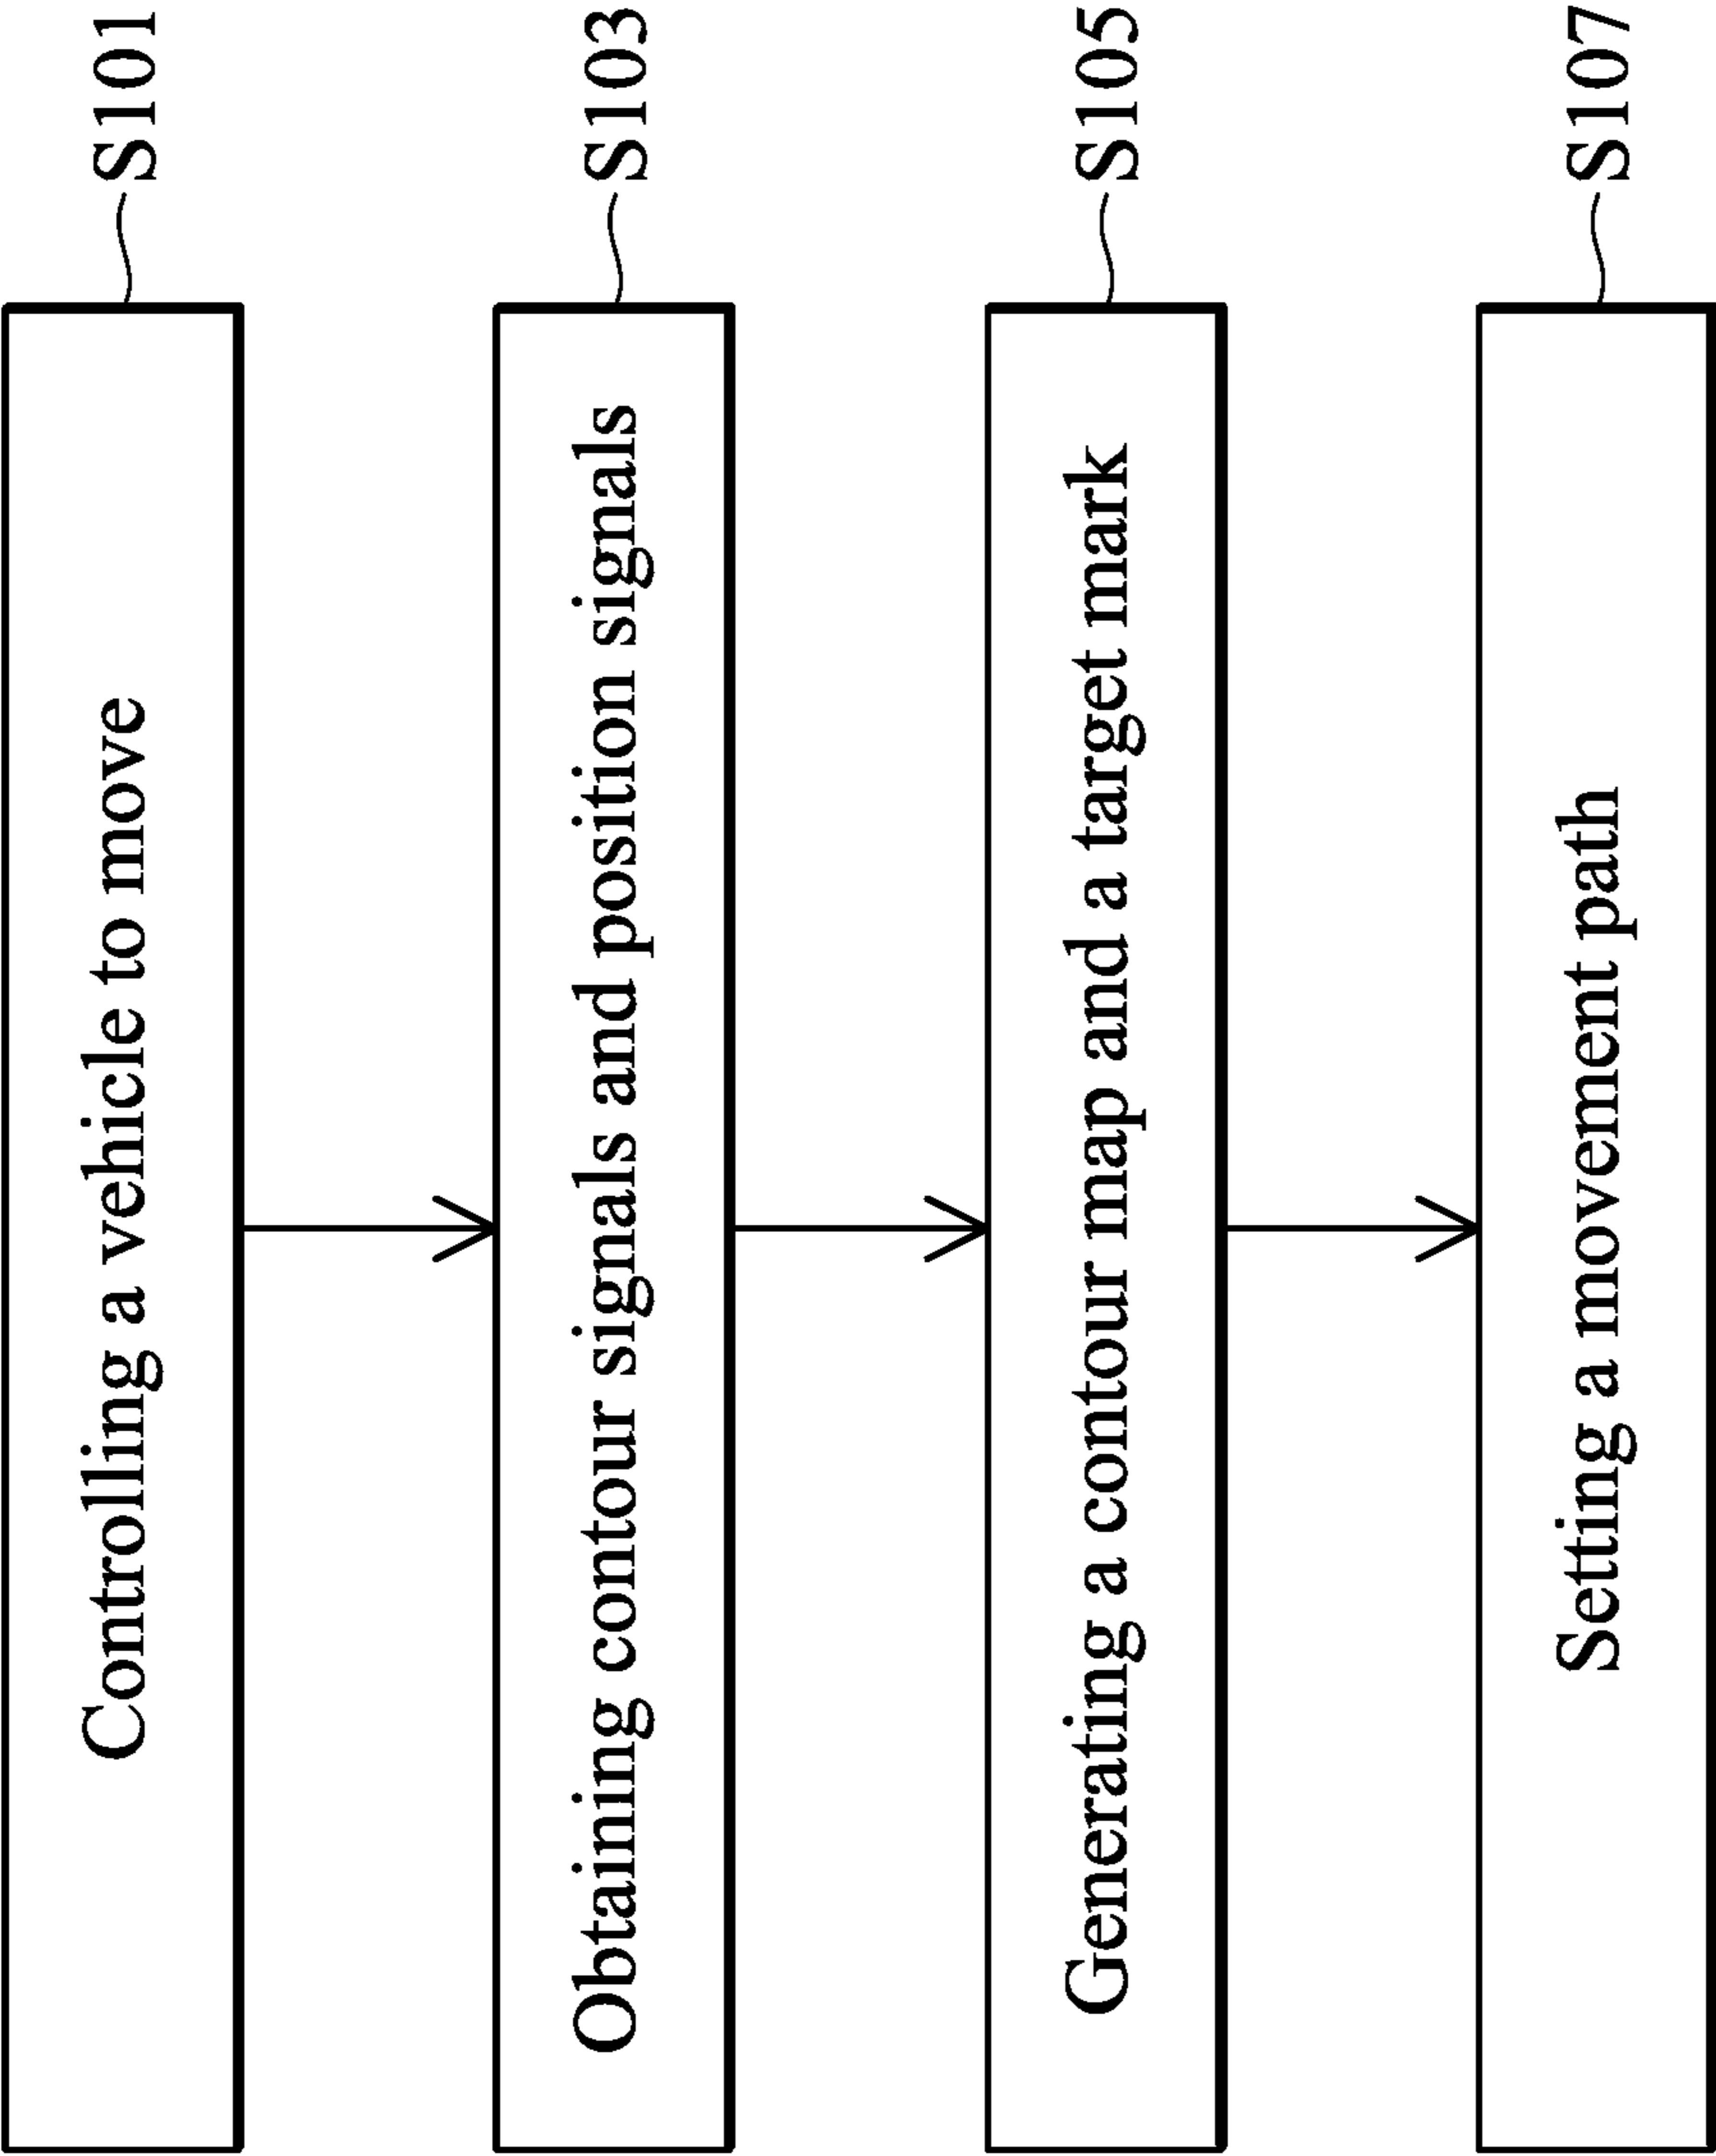 Controlling a vehicle to move
S101
Obtaining contour signals and position signals
S103
Generating a contour map and a target mark
S105
Setting a movement path
S107